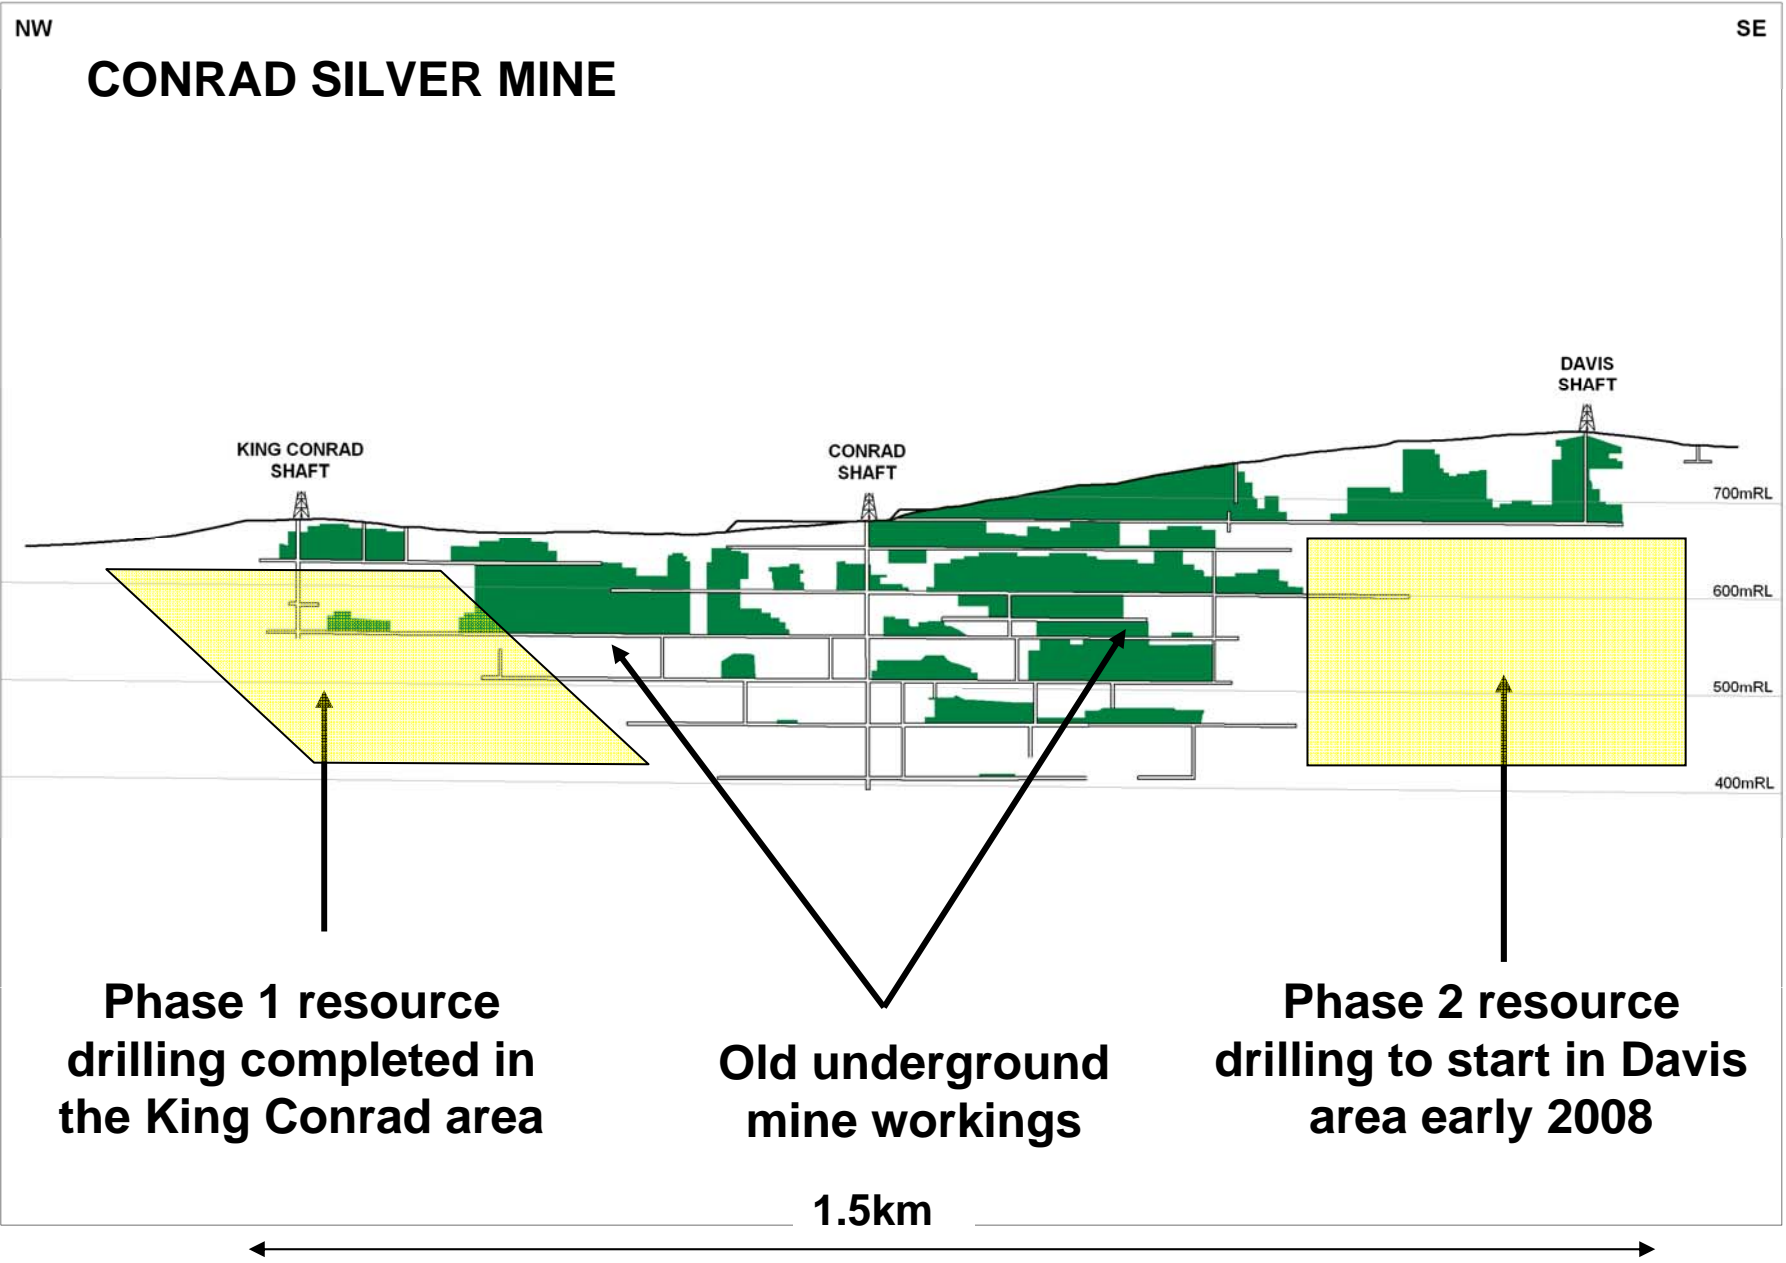 NW
SE
CONRAD SILVER MINE
DAVIS
SHAFT
KING CONRAD
SHAFT
CONRAD
SHAFT
700mRL
600mRL
500mRL
400mRL
Phase 1 resource
drilling completed in
the King Conrad area
Old underground
mine workings
Phase 2 resource
drilling to start in Davis
area early 2008
1.5km